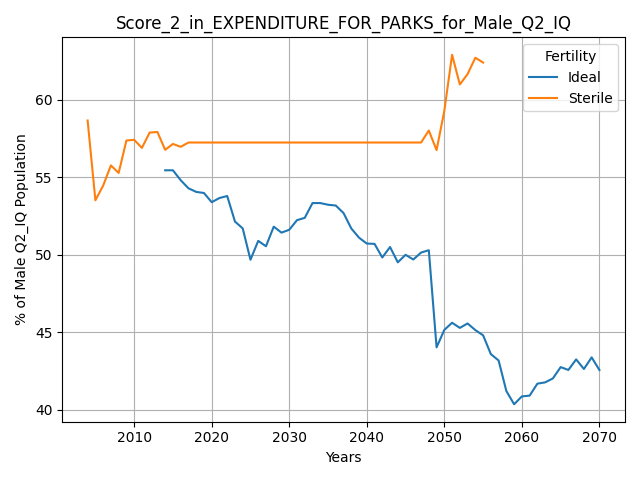 Score_2_in_EXPENDITURE_FOR_PARKS_for_Male_Q2_IQ
% of Male Q2_IQ Population
60
55
50
45
40
2010 2020 2030 2040 2050 2060 2070
Years
Fertility
Ideal
Sterile